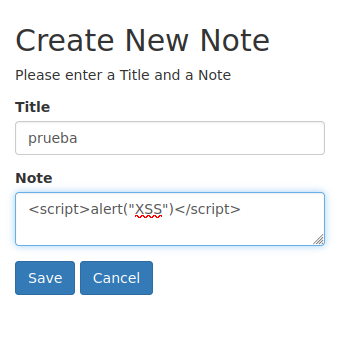 Create New Note
Please enter a Title and a Note
Title
prueba
Note
<script>alert("XSS")</script>
Save Cancel